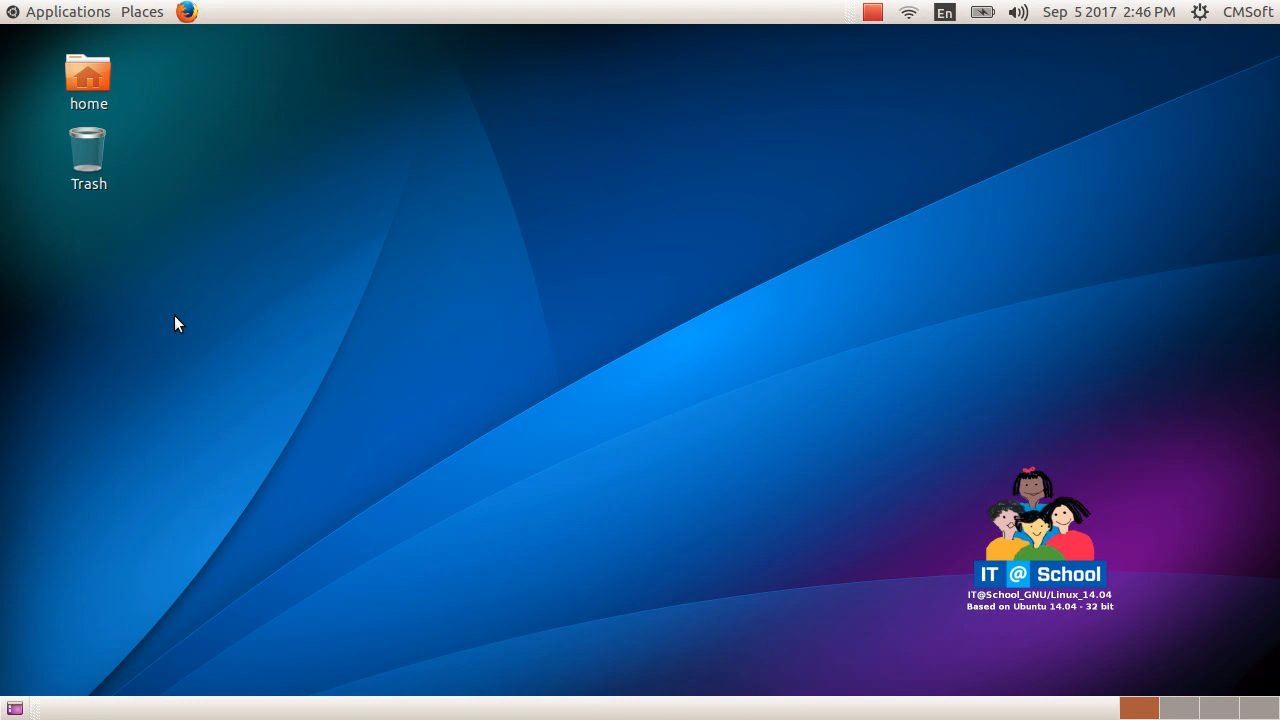 Applications Places En Sep 5 2017 2:46 PM CMSoft
home
Trash
IT @ School
IT@School_GNU/Linux_14.04
Based on Ubuntu 14.04 - 32 bit